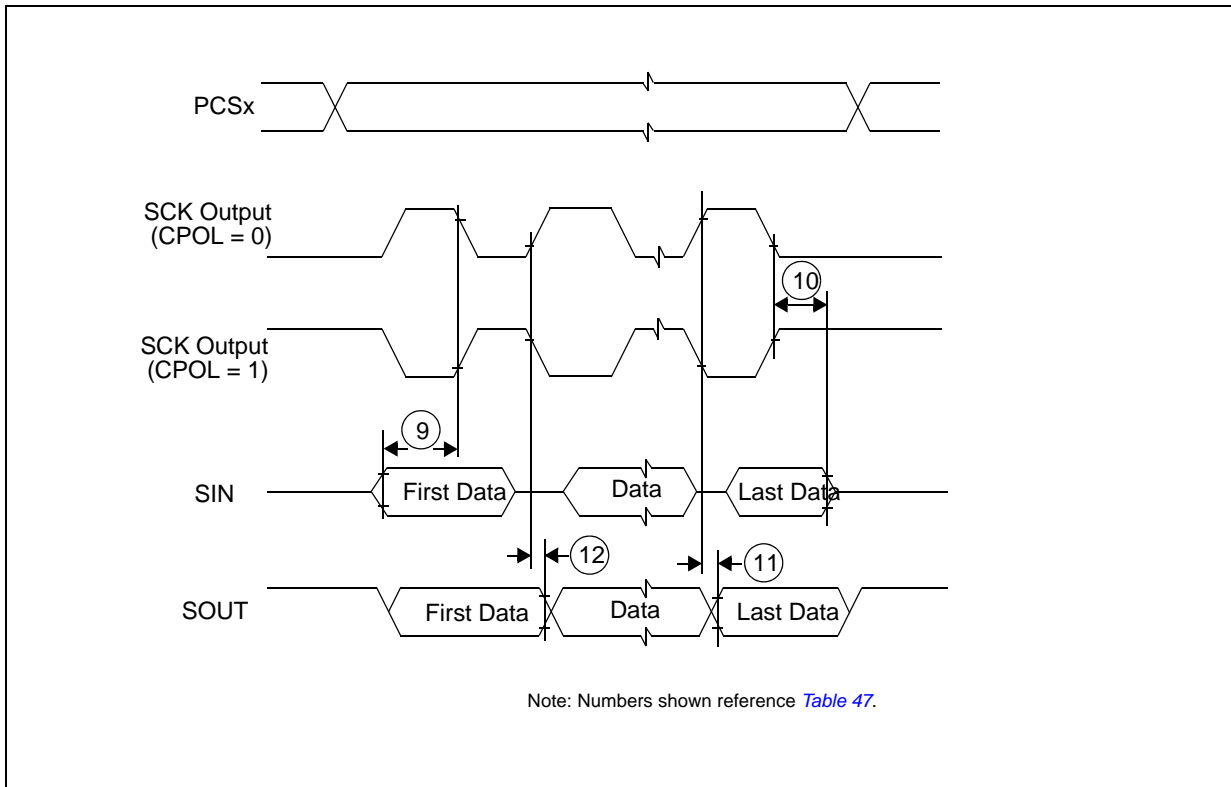 PCSx
SCK Output
(CPOL = 0)
10
SCK Output
(CPOL = 1)
9
SIN
First Data
Data
Last Data
12
11
SOUT
First Data
Data
Last Data
Note: Numbers shown reference Table 47.